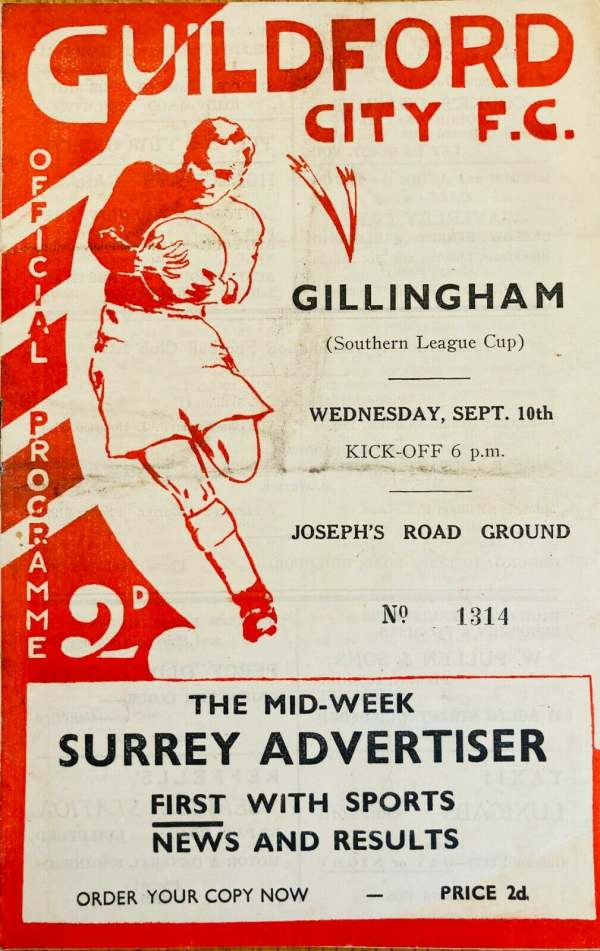 GUILDFORD
CITY F.C.
OFFICIAL PROGRAMME
2D
GILLINGHAM
(Southern League Cup)
WEDNESDAY, SEPT. 10th
KICK-OFF 6 p.m.
JOSEPH'S ROAD GROUND
No 1314
THE MID-WEEK
SURREY ADVERTISER
FIRST WITH SPORTS
NEWS AND RESULTS
ORDER YOUR COPY NOW — PRICE 2d.